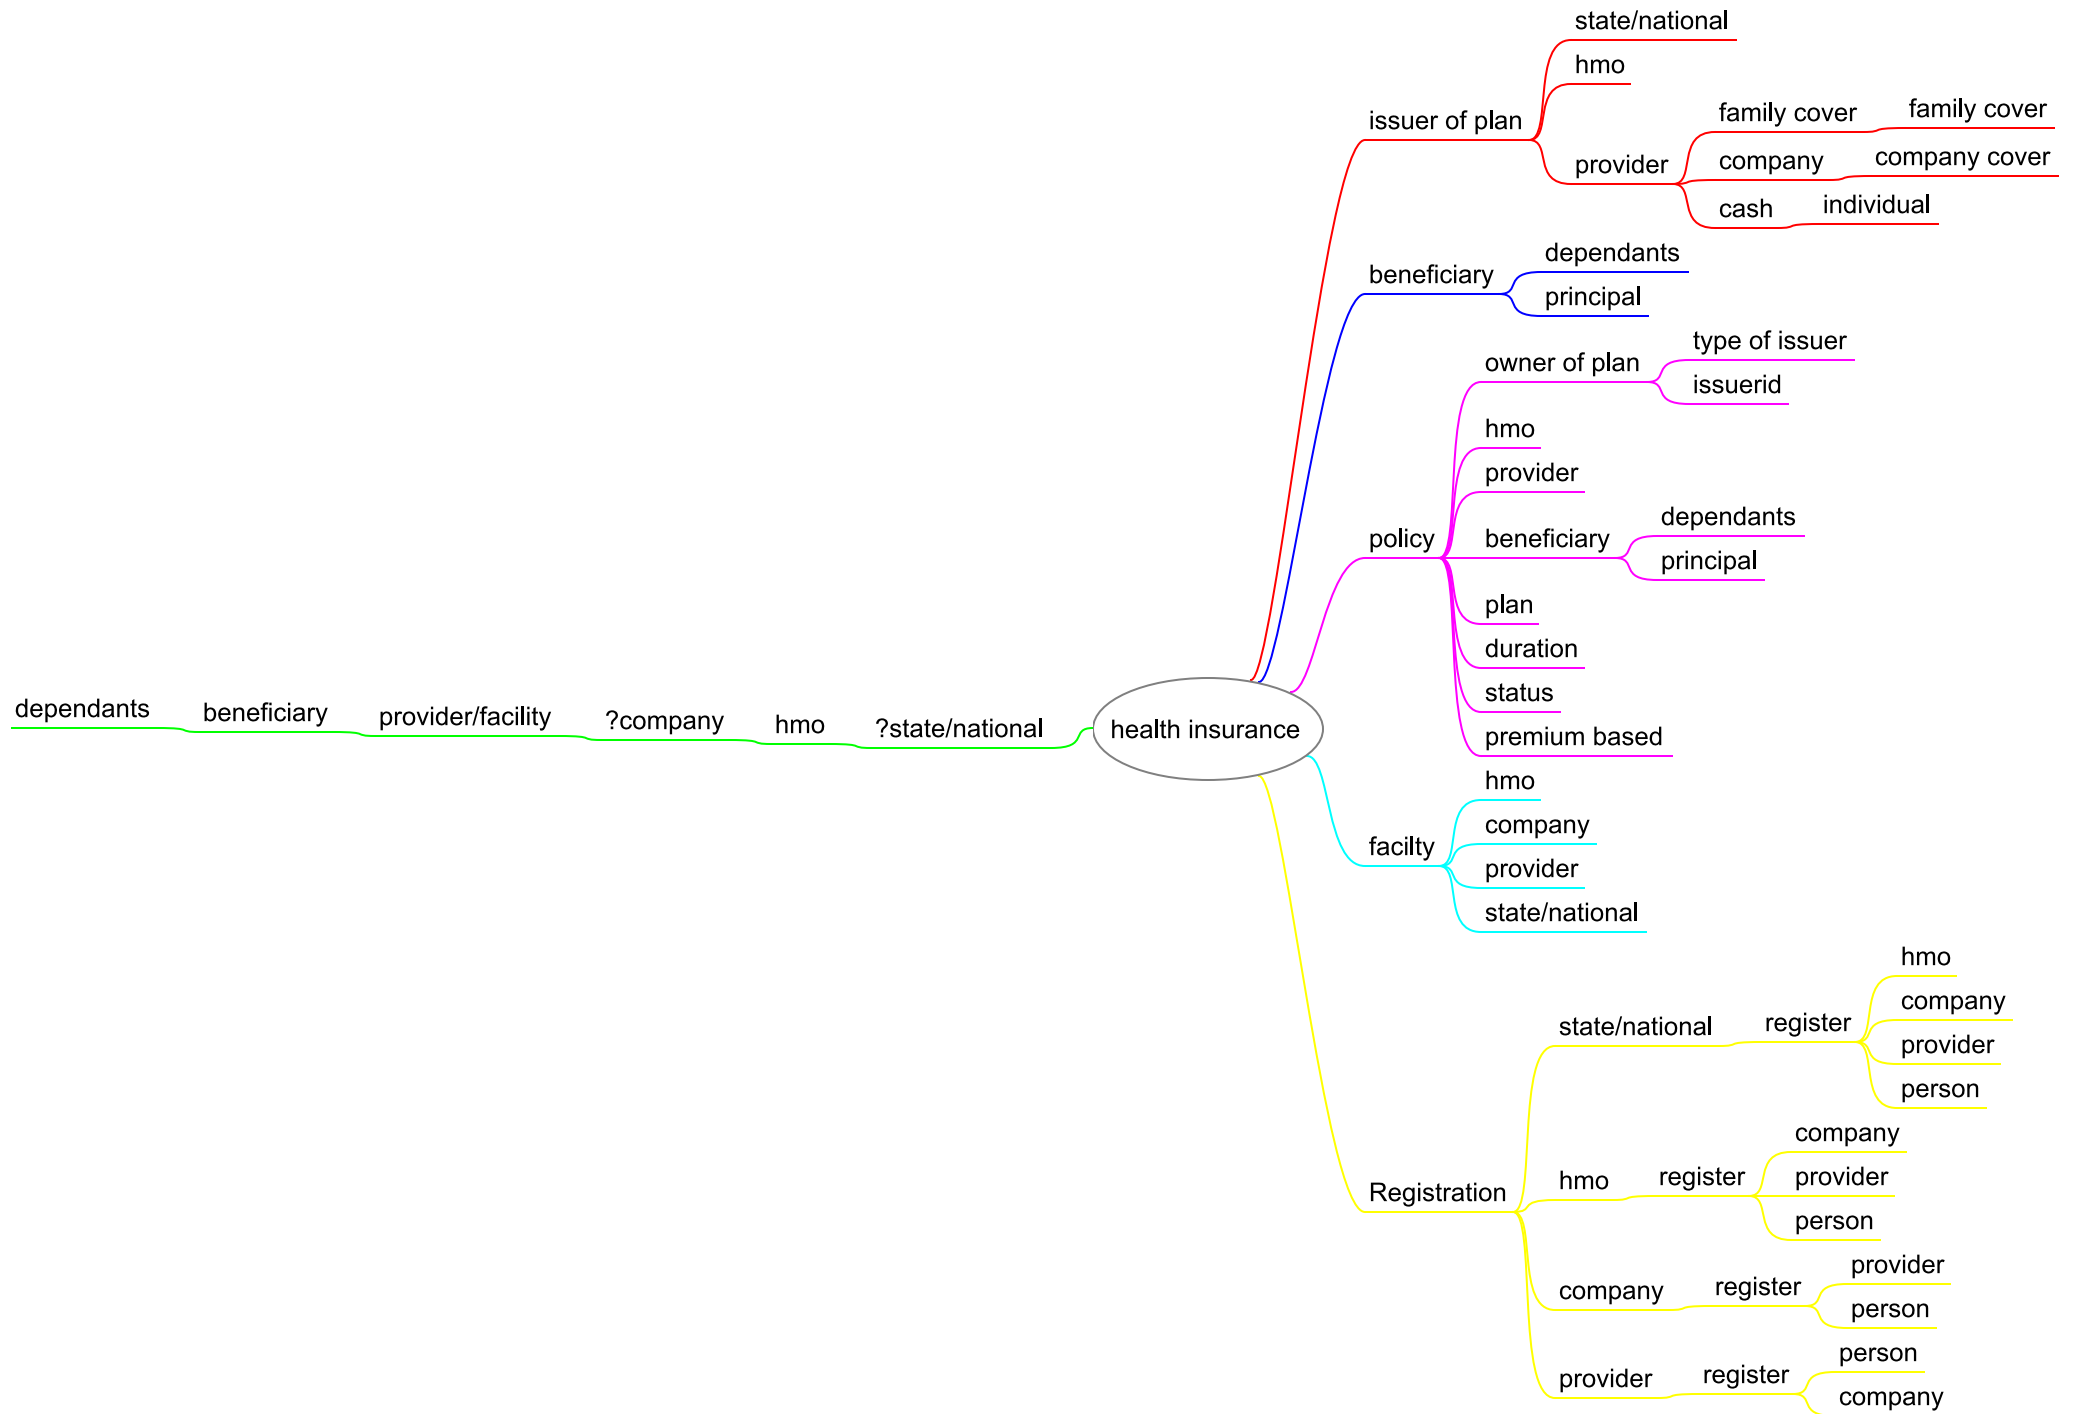 health insurance
issuer of plan
state/national
hmo
provider
family cover
family cover
company
company cover
cash
individual
beneficiary
dependants
principal
policy
owner of plan
type of issuer
issuerid
hmo
provider
beneficiary
dependants
principal
plan
duration
status
premium based
facilty
hmo
company
provider
state/national
Registration
state/national
register
hmo
company
provider
person
hmo
register
company
provider
person
company
register
provider
person
provider
register
person
company
?state/national
hmo
?company
provider/facility
beneficiary
dependants